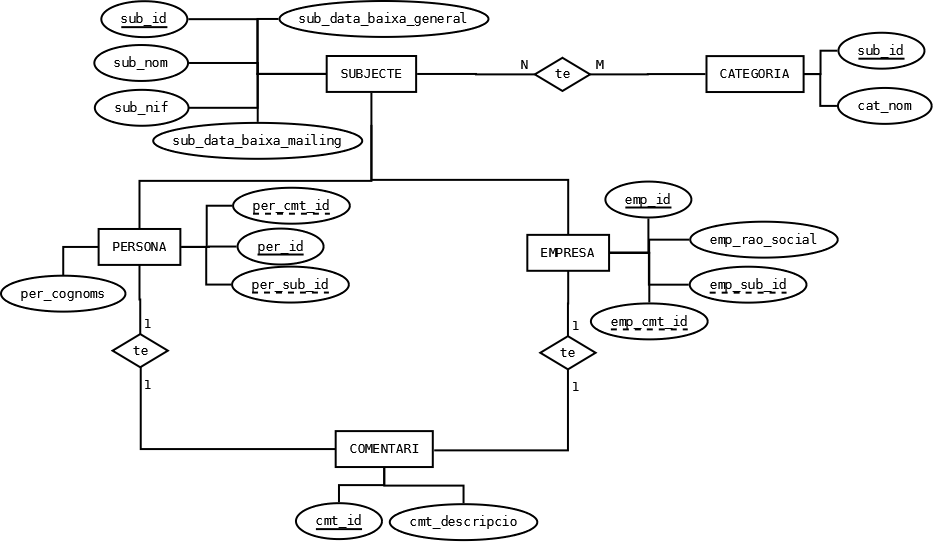 sub_id
sub_data_baixa_general
sub_nom
sub_nif
sub_data_baixa_mailing
SUBJECTE
N
te
M
CATEGORIA
sub_id
cat_nom
per_cmt_id
PERSONA
per_id
per_cognoms
per_sub_id
emp_id
EMPRESA
emp_rao_social
emp_sub_id
emp_cmt_id
1
te
1
1
te
1
COMENTARI
cmt_id
cmt_descripcio